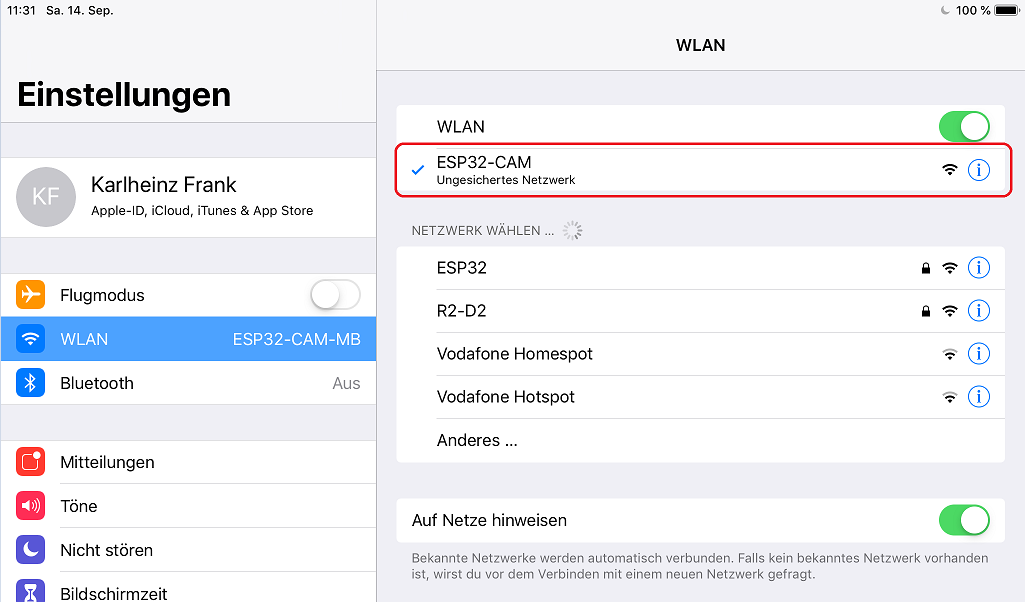 11:31 Sa. 14. Sep.
100 %
Einstellungen
KF
Karlheinz Frank
Apple-ID, iCloud, iTunes & App Store
Flugmodus
WLAN ESP32-CAM-MB
Bluetooth Aus
Mitteilungen
Töne
Nicht stören
Bildschirmzeit
WLAN
WLAN
ESP32-CAM
Ungesichertes Netzwerk
NETZWERK WÄHLEN ...
ESP32
R2-D2
Vodafone Homespot
Vodafone Hotspot
Anderes ...
Auf Netze hinweisen
Bekannte Netzwerke werden automatisch verbunden. Falls kein bekanntes Netzwerk vorhanden
ist, wirst du vor dem Verbinden mit einem neuen Netzwerk gefragt.